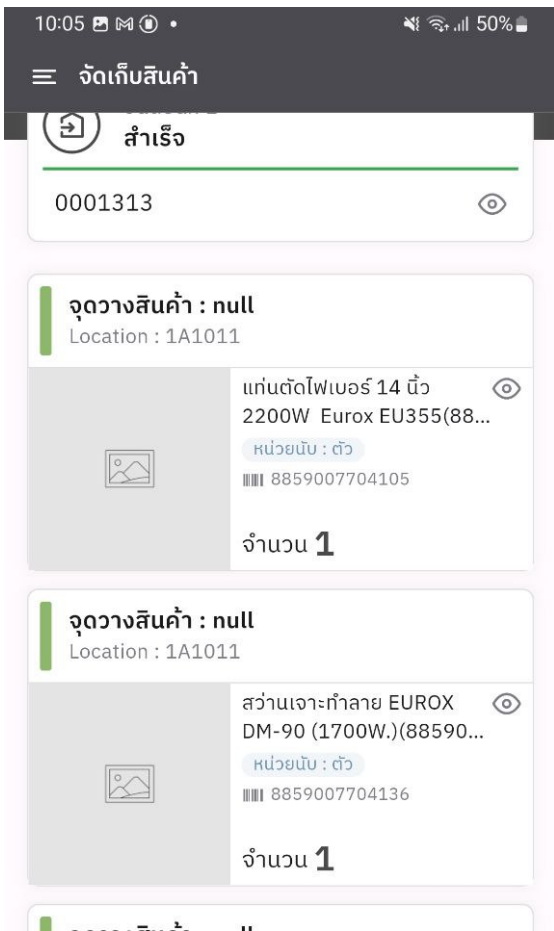 10:05 50%
จัดเก็บสินค้า
สำเร็จ
0001313
จุดวางสินค้า : null
Location : 1A1011
แท่นตัดไฟเบอร์ 14 นิ้ว
2200W Eurox EU355(88...
หน่วยนับ : ตัว
8859007704105
จำนวน 1
จุดวางสินค้า : null
Location : 1A1011
สว่านเจาะทำลาย EUROX
DM-90 (1700W.)(88590...
หน่วยนับ : ตัว
8859007704136
จำนวน 1